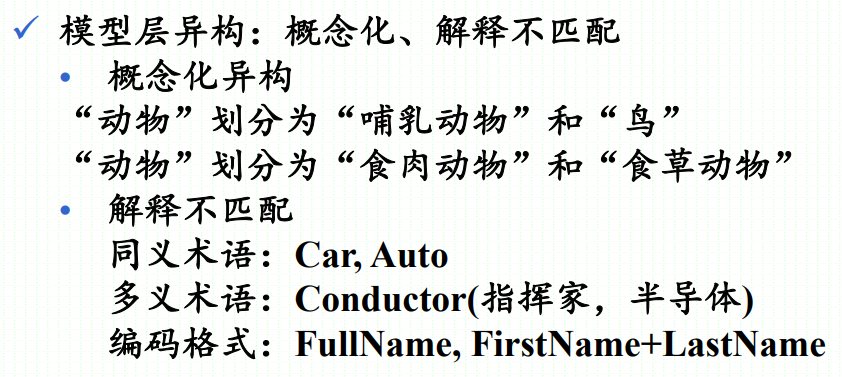 ✓ 模型层异构：概念化、解释不匹配
• 概念化异构
“动物”划分为“哺乳动物”和“鸟”
“动物”划分为“食肉动物”和“食草动物”
• 解释不匹配
同义术语：Car, Auto
多义术语：Conductor(指挥家，半导体)
编码格式：FullName, FirstName+LastName